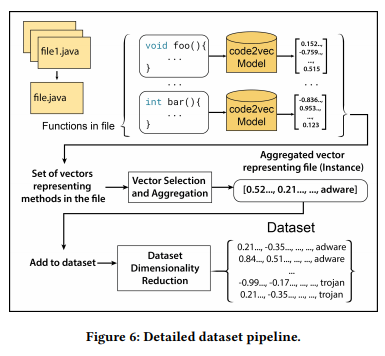 file1.java
file.java
Functions in file
void foo(){
...
}
code2vec
Model
0.152..,
-0.759...,
...,
0.515
...
...
int bar(){
...
}
code2vec
Model
-0.836...,
0.953...,
...,
0.123
Set of vectors
representing
methods in the file
Vector Selection
and Aggregation
Aggregated vector
representing file (Instance)
[0.52..., 0.21..., ..., adware]
Add to dataset
Dataset
Dimensionality
Reduction
Dataset
0.21..., -0.35..., ..., ..., adware
0.84..., 0.51..., ..., ..., adware
...
-0.99..., -0.17..., ..., ..., trojan
0.21..., -0.35..., ..., ..., trojan
Figure 6: Detailed dataset pipeline.